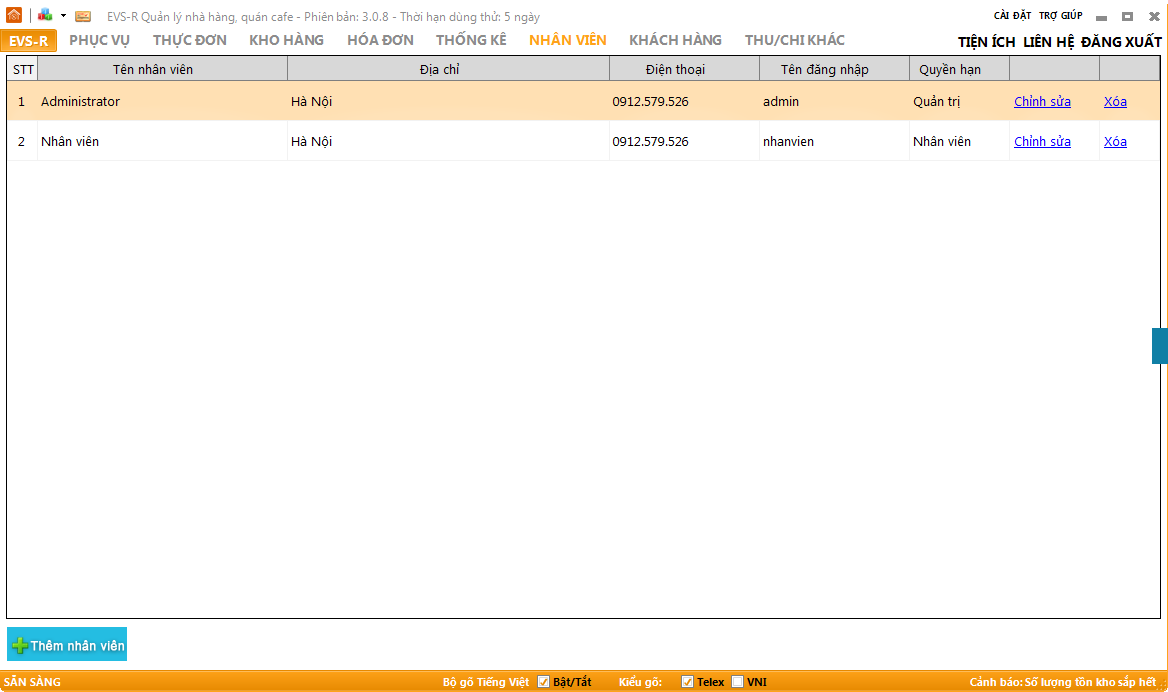 EVS-R Quản lý nhà hàng, quán cafe - Phiên bản: 3.0.8 - Thời hạn dùng thử: 5 ngày CÀI ĐẶT TRỢ GIÚP
EVS-R PHỤC VỤ THỰC ĐƠN KHO HÀNG HÓA ĐƠN THỐNG KÊ NHÂN VIÊN KHÁCH HÀNG THU/CHI KHÁC TIỆN ÍCH LIÊN HỆ ĐĂNG XUẤT
STT Tên nhân viên Địa chỉ Điện thoại Tên đăng nhập Quyền hạn
1 Administrator Hà Nội 0912.579.526 admin Quản trị Chỉnh sửa Xóa
2 Nhân viên Hà Nội 0912.579.526 nhanvien Nhân viên Chỉnh sửa Xóa
Thêm nhân viên
SẴN SÀNG Bộ gõ Tiếng Việt Bật/Tắt Kiểu gõ: Telex VNI Cảnh báo: Số lượng tồn kho sắp hết